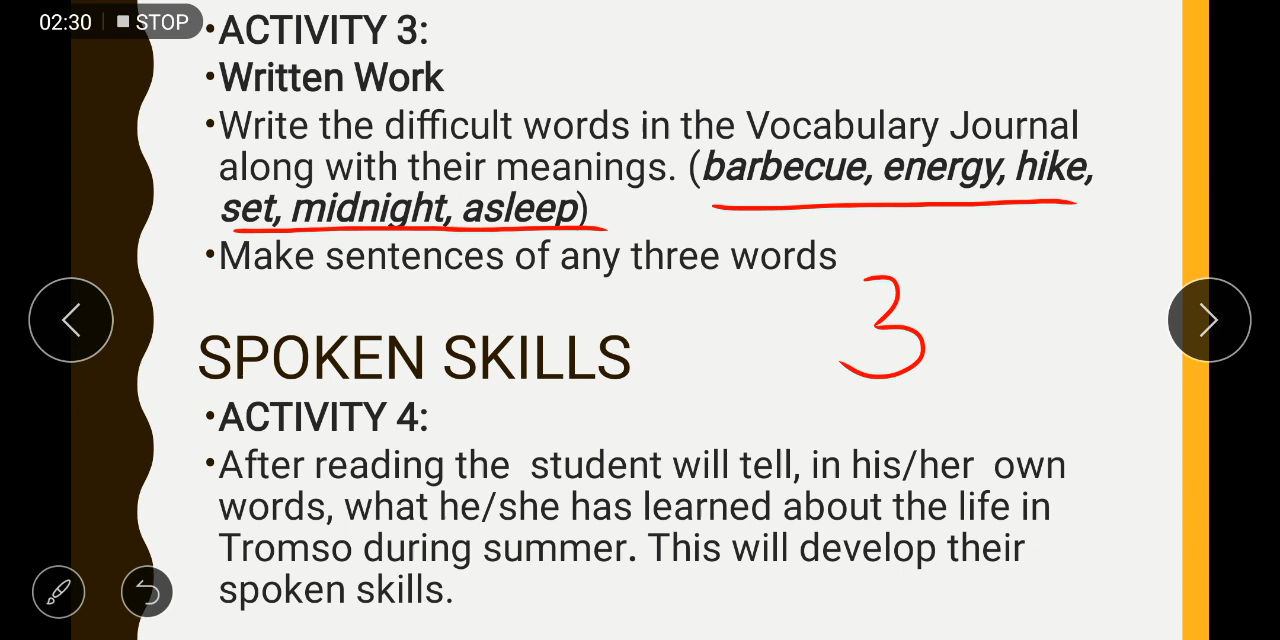 02:30 STOP
•ACTIVITY 3:
•Written Work
•Write the difficult words in the Vocabulary Journal
along with their meanings. (barbecue, energy, hike,
set, midnight, asleep)
•Make sentences of any three words
3
SPOKEN SKILLS
•ACTIVITY 4:
•After reading the student will tell, in his/her own
words, what he/she has learned about the life in
Tromso during summer. This will develop their
spoken skills.